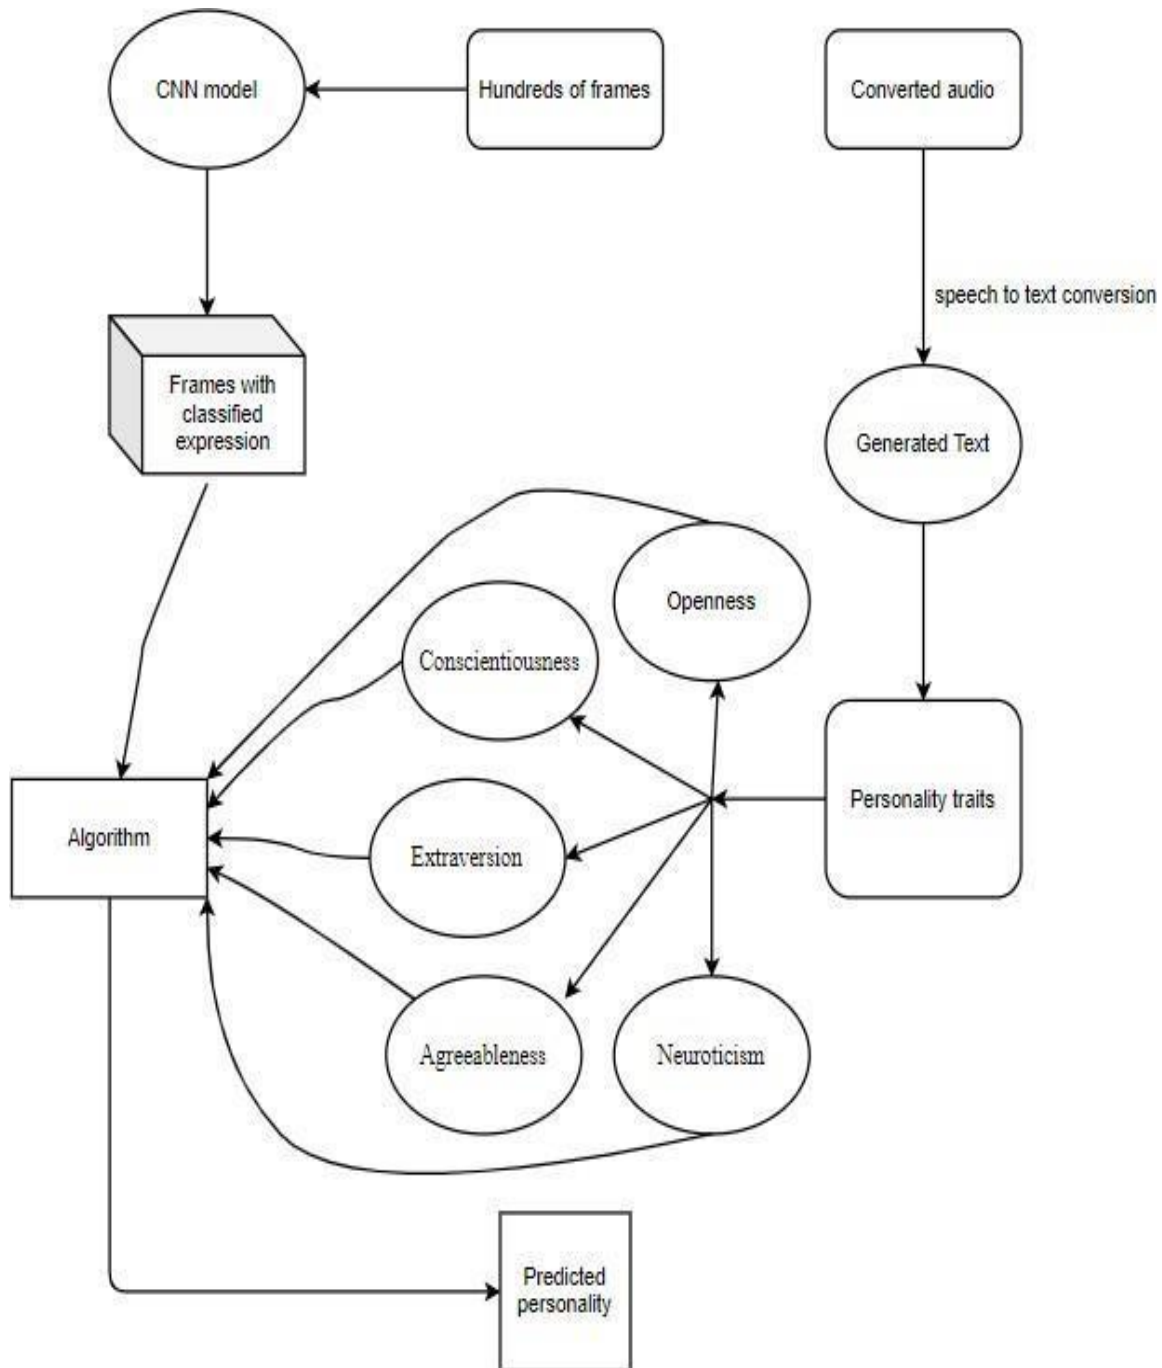 CNN model
Hundreds of frames
Converted audio
speech to text conversion
Frames with
classified
expression
Generated Text
Openness
Conscientiousness
Personality traits
Algorithm
Extraversion
Agreeableness
Neuroticism
Predicted
personality